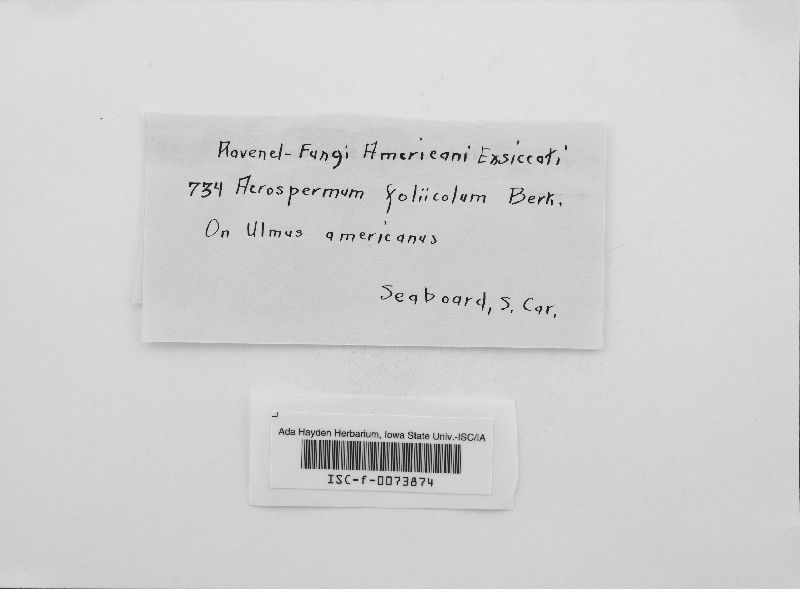 Ravenel-Fungi Americani Exsiccati
734 Acrospermum foliicolum Berk.
On Ulmus americanus
Seaboard, S. Car.
Ada Hayden Herbarium, Iowa State Univ.-ISC/IA
ISC-f-0073874